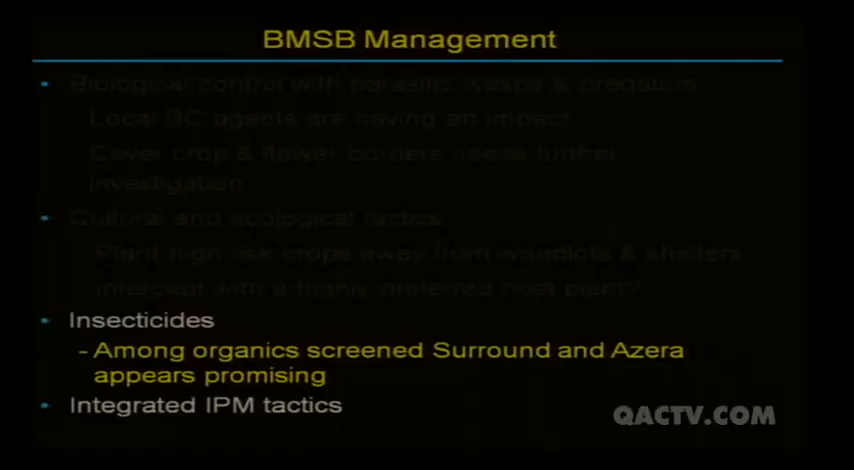 BMSB Management
• Biological control with parasitic wasps & predators
- Local BC agents are having an impact
Cover crop & flower borders needs further
investigation
• Cultural and ecological tactics
Plant high risk crops away from woodlots & shelters
Intercept with a highly preferred host plant?
• Insecticides
- Among organics screened Surround and Azera
appears promising
• Integrated IPM tactics
QACTV.COM